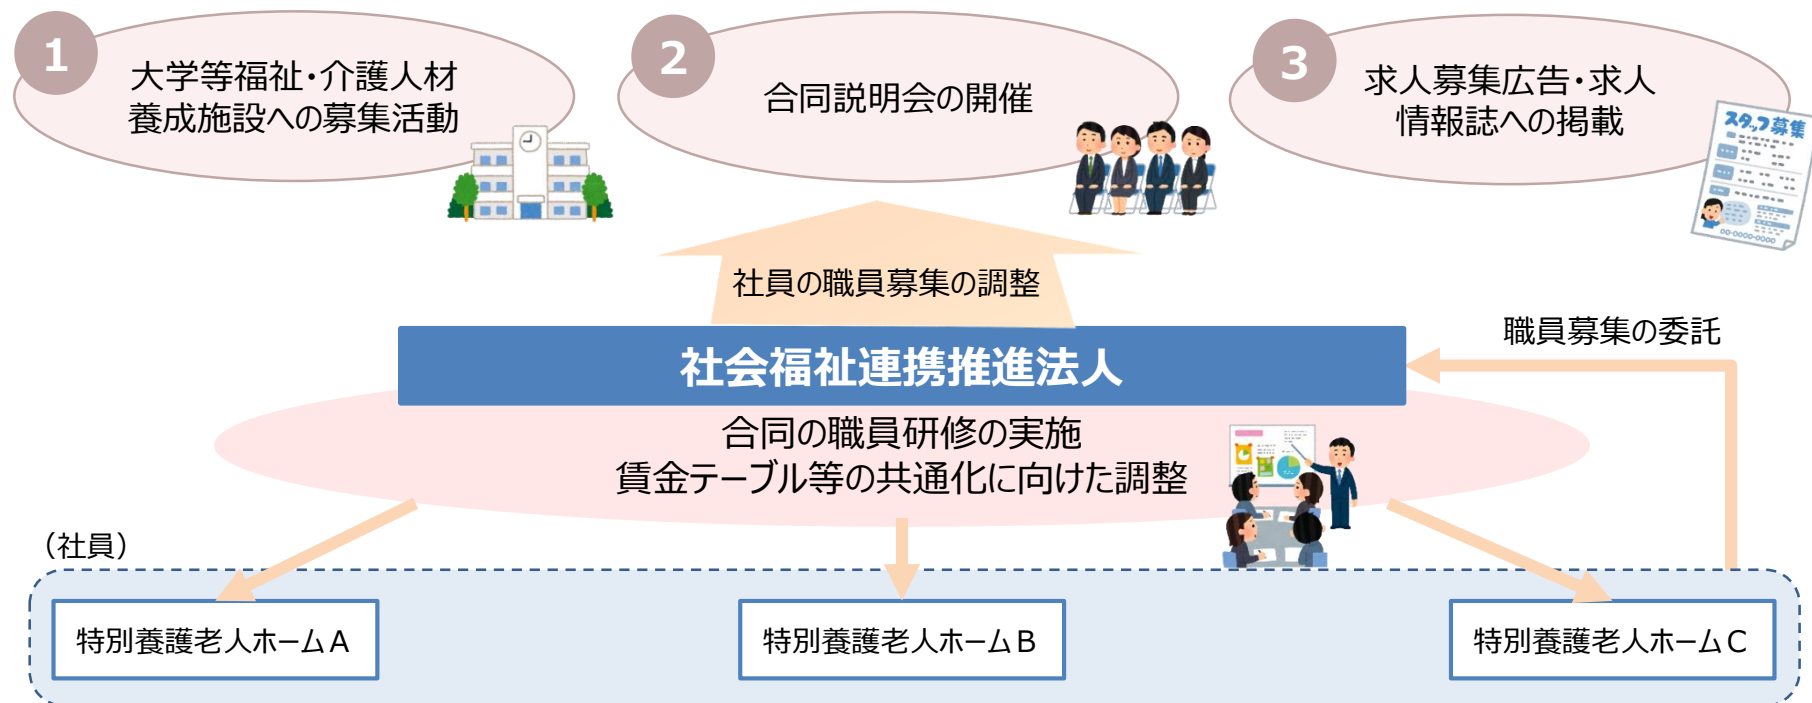 1
大学等福祉・介護人材
養成施設への募集活動
2
合同説明会の開催
3
求人募集広告・求人
情報誌への掲載
スタッフ募集
00-0000-0000
社員の職員募集の調整
職員募集の委託
社会福祉連携推進法人
合同の職員研修の実施
賃金テーブル等の共通化に向けた調整
（社員）
特別養護老人ホームA
特別養護老人ホームB
特別養護老人ホームC